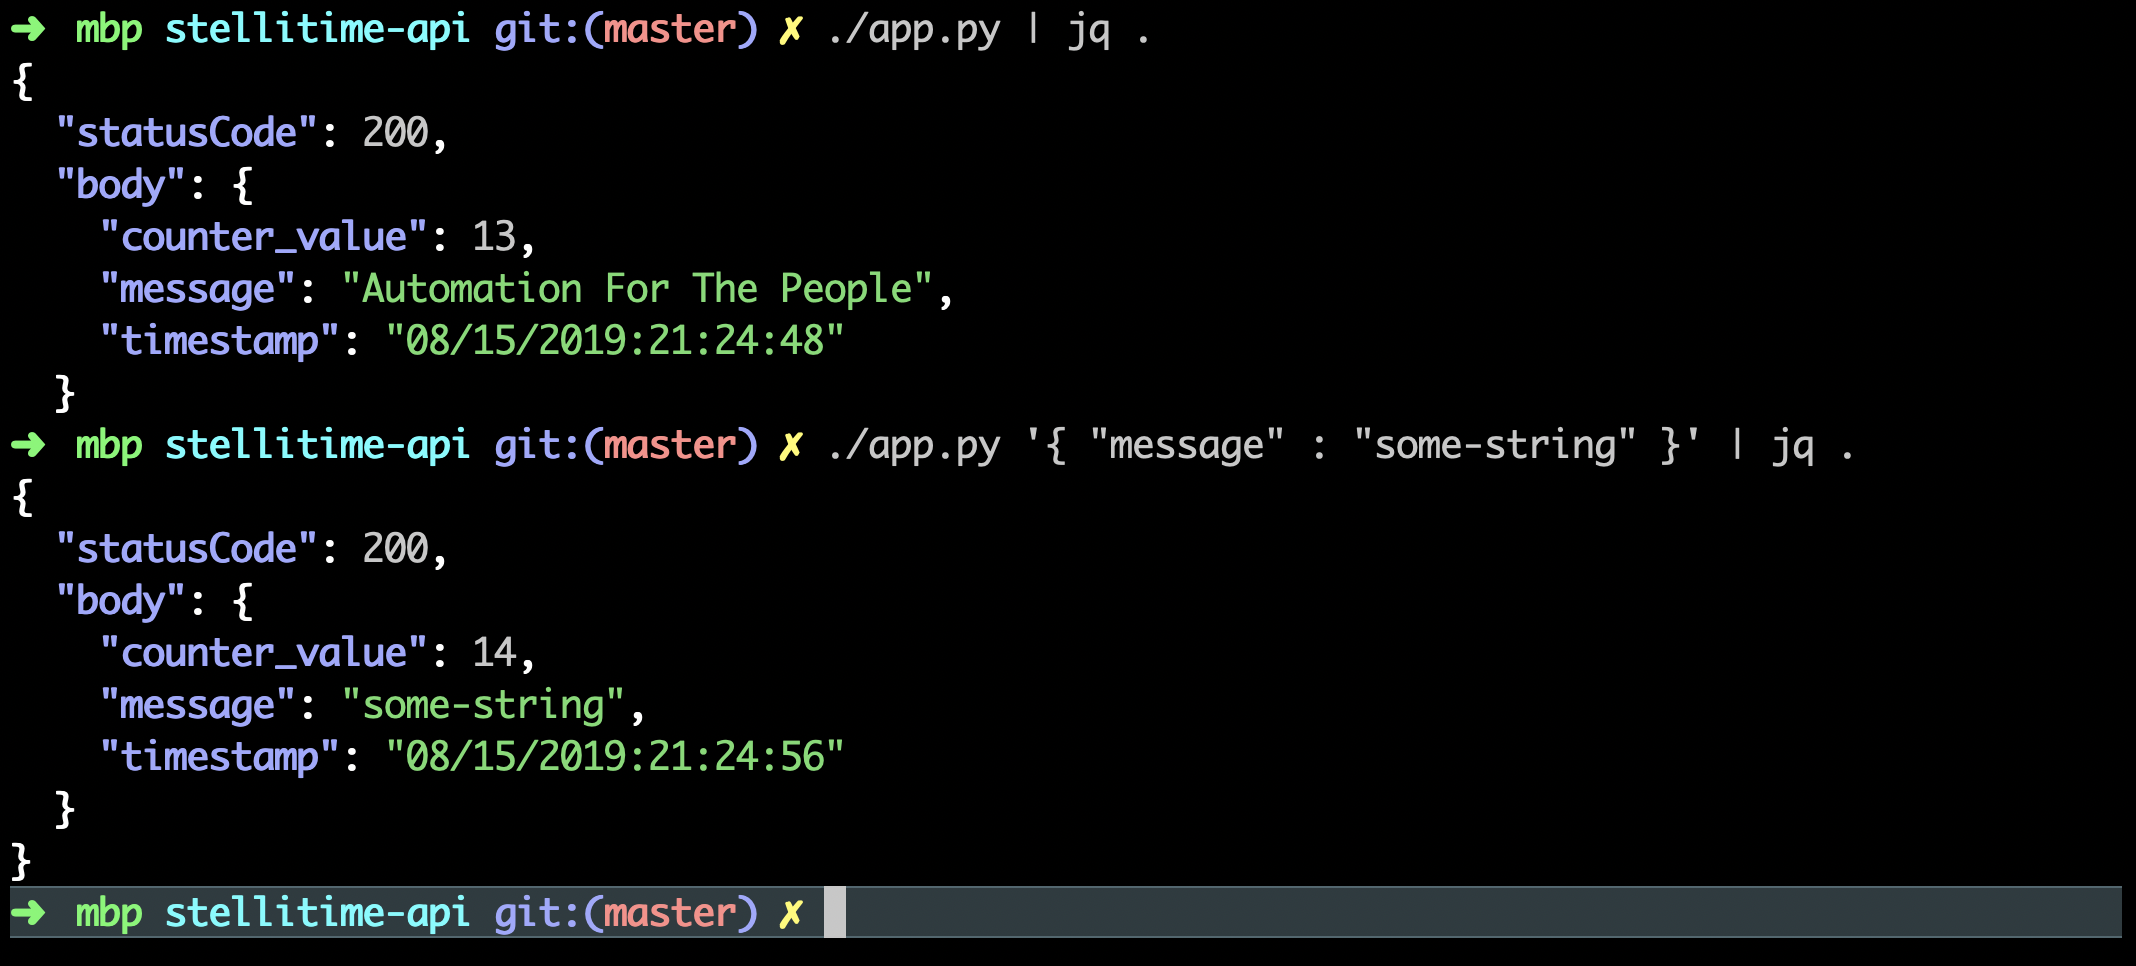 ➜ mbp stellitime-api git:(master) ✗ ./app.py | jq .
{
  "statusCode": 200,
  "body": {
    "counter_value": 13,
    "message": "Automation For The People",
    "timestamp": "08/15/2019:21:24:48"
  }
➜ mbp stellitime-api git:(master) ✗ ./app.py '{ "message" : "some-string" }' | jq .
{
  "statusCode": 200,
  "body": {
    "counter_value": 14,
    "message": "some-string",
    "timestamp": "08/15/2019:21:24:56"
  }
}
➜ mbp stellitime-api git:(master) ✗